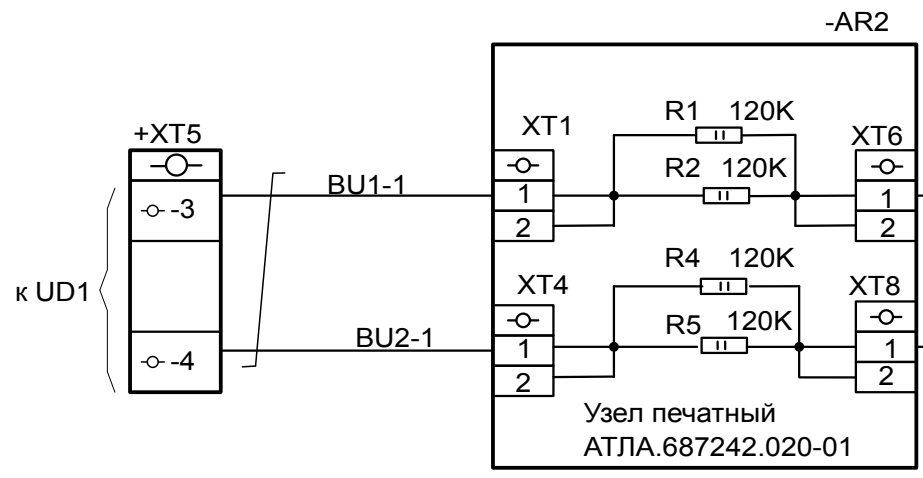 -AR2
+XT5
-3
к UD1
-4
BU1-1
BU2-1
XT1
1
2
R1 120K
R2 120K
XT6
1
2
XT4
1
2
R4 120K
R5 120K
XT8
1
2
Узел печатный
АТЛА.687242.020-01